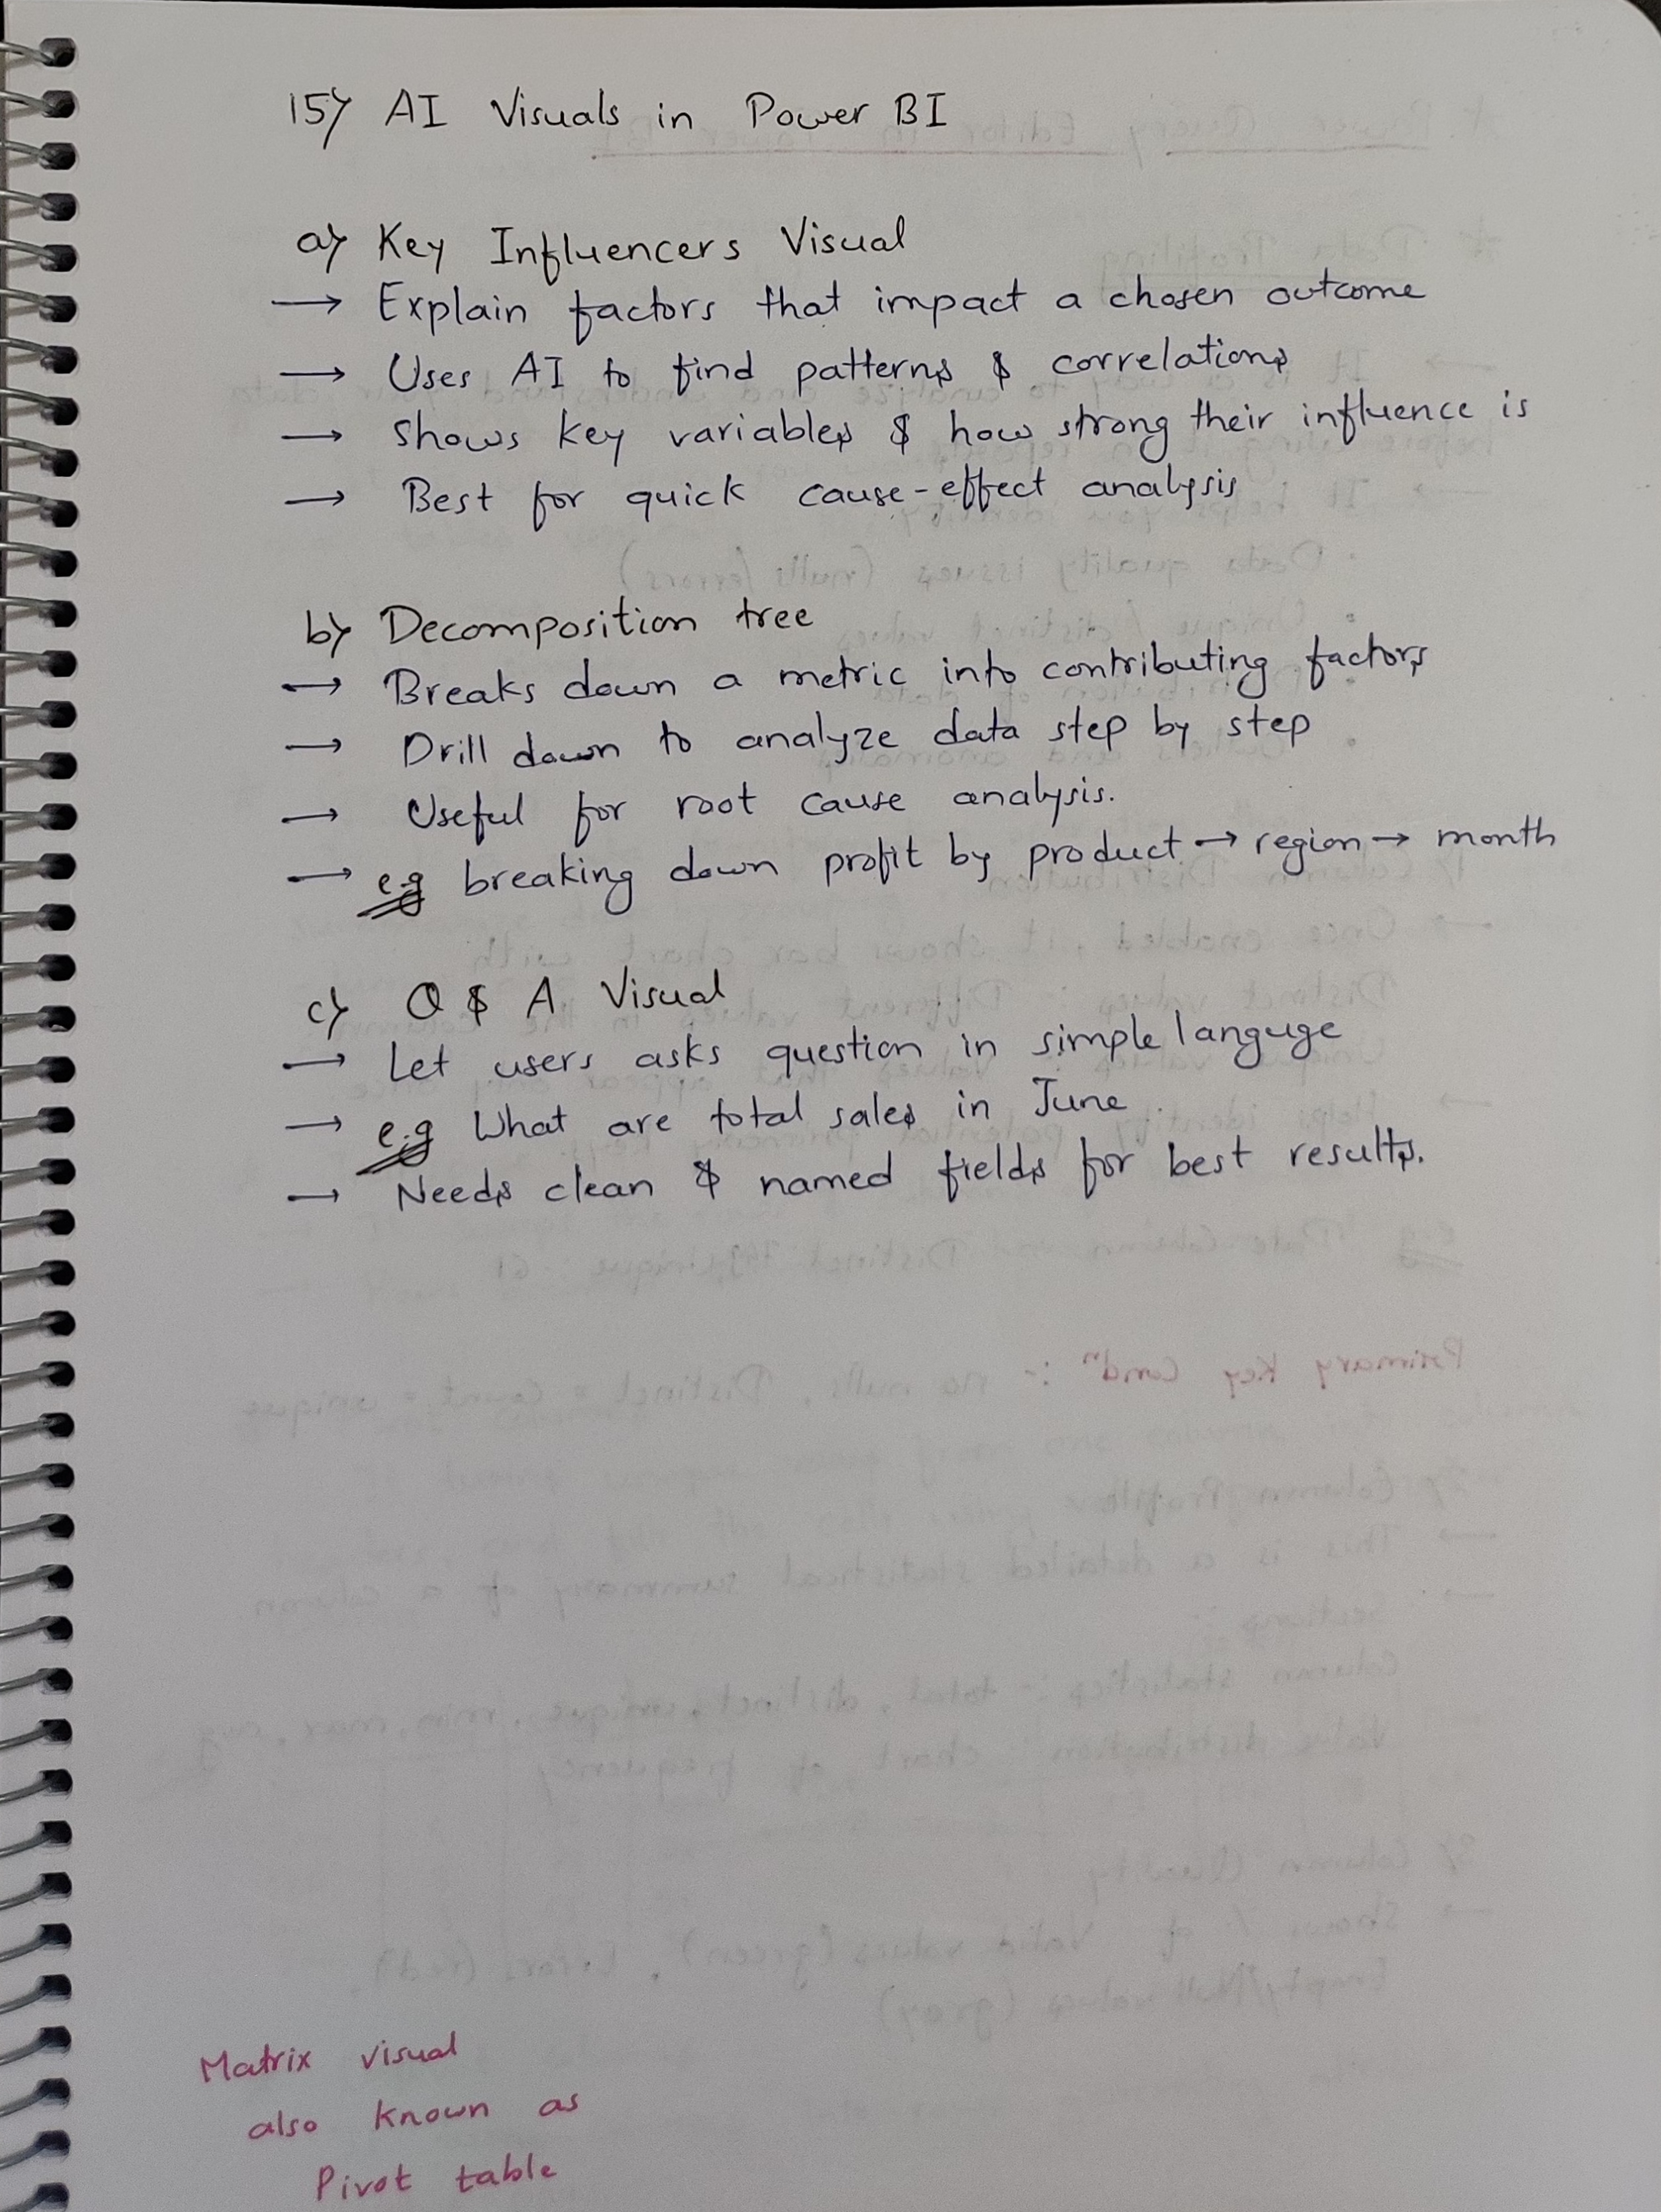 15) AI Visuals in Power BI
a) Key Influencers Visual
→ Explain factors that impact a chosen outcome
→ Uses AI to find patterns & correlations
→ Shows key variables & how strong their influence is
→ Best for quick cause-effect analysis
b) Decomposition tree
→ Breaks down a metric into contributing factors
→ Drill down to analyze data step by step
→ Useful for root cause analysis.
→ e.g breaking down profit by product → region → month
c) Q & A Visual
→ Let users asks question in simple languge
→ e.g What are total sales in June
→ Needs clean & named fields for best results.
Matrix visual
also known as
Pivot table